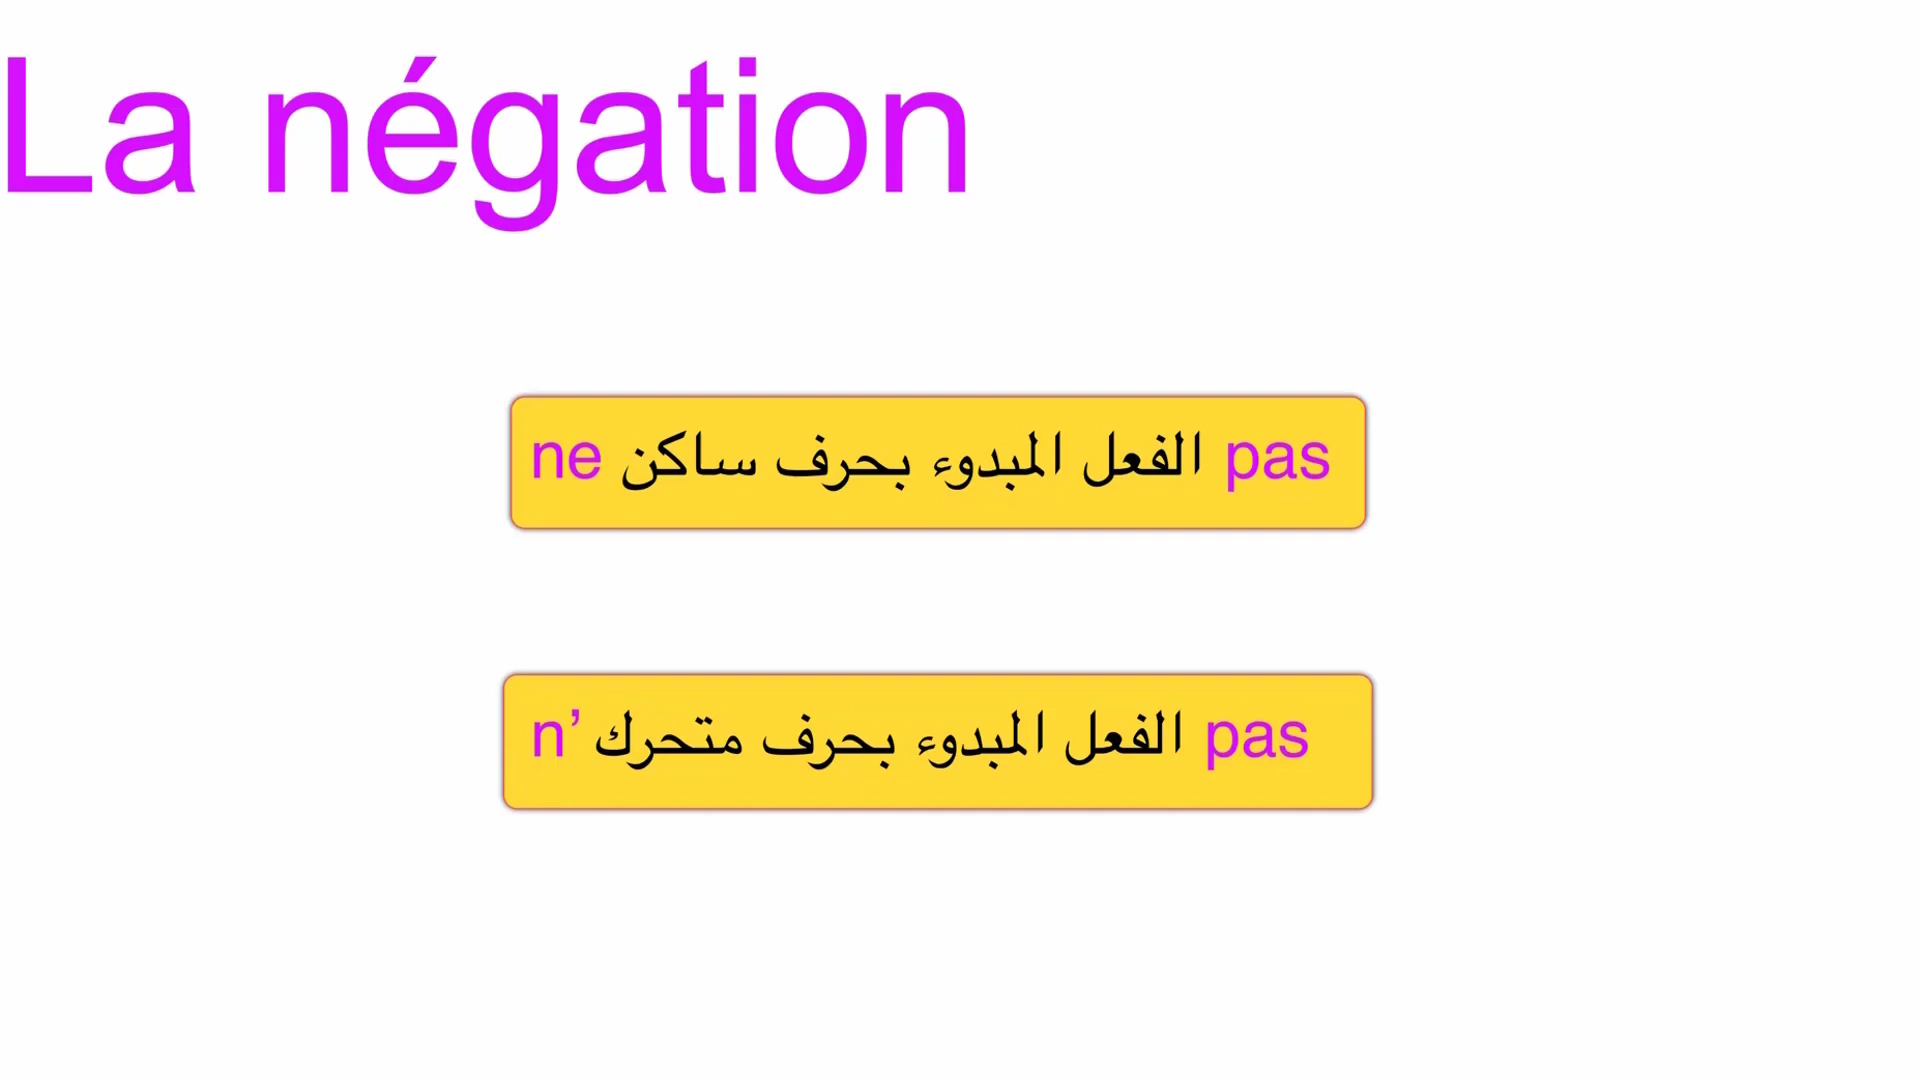 La négation
ne الفعل المبدوء بحرف ساكن pas
n’ الفعل المبدوء بحرف متحرك pas